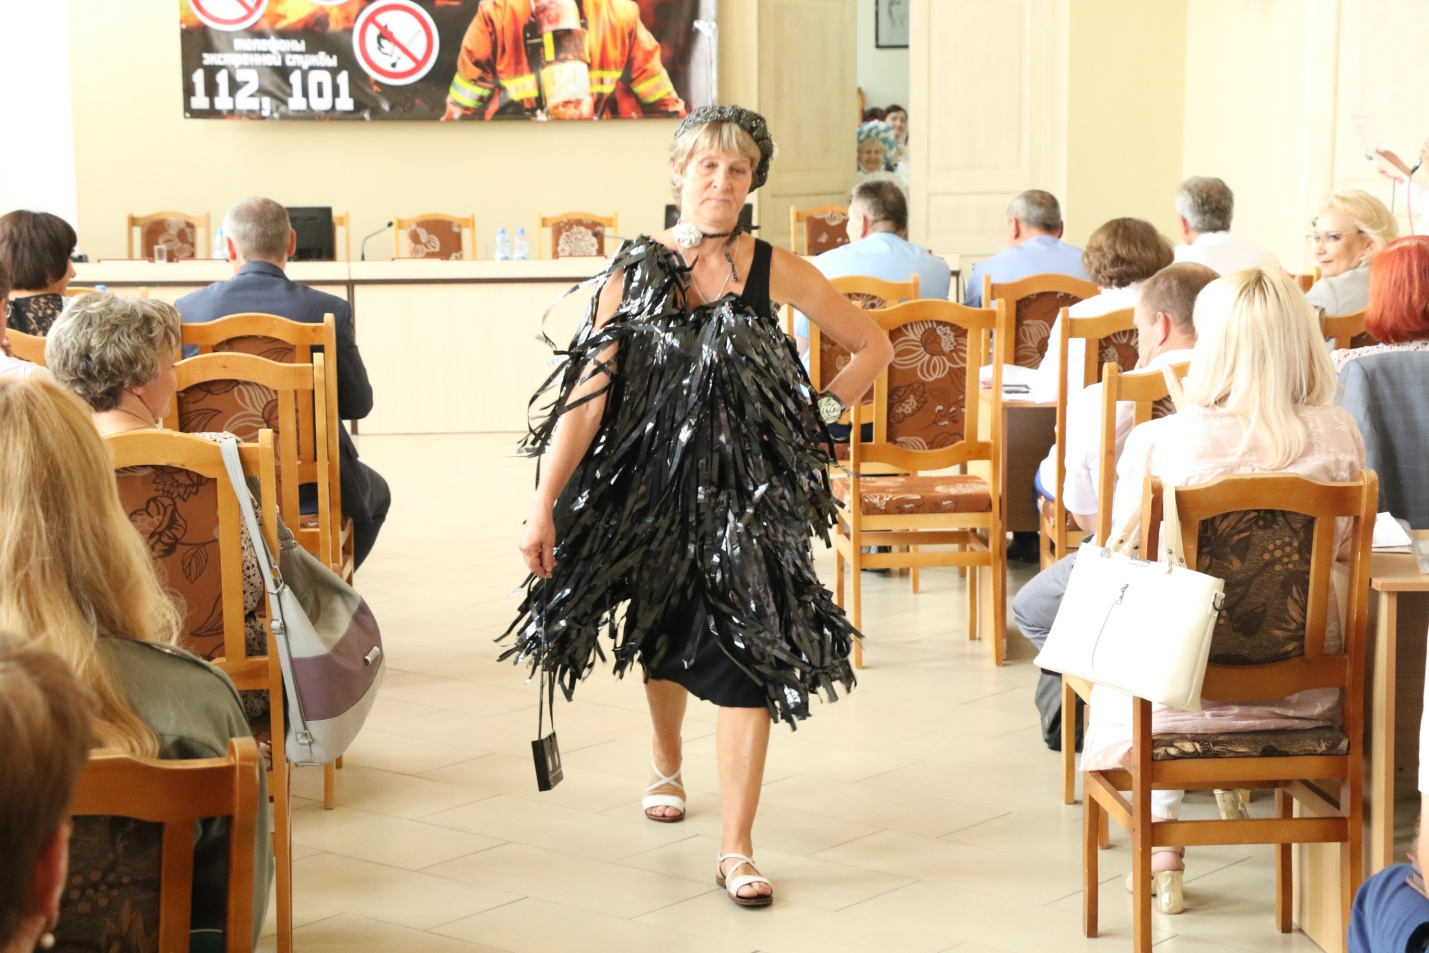 телефоны
экстренной службы
112, 101